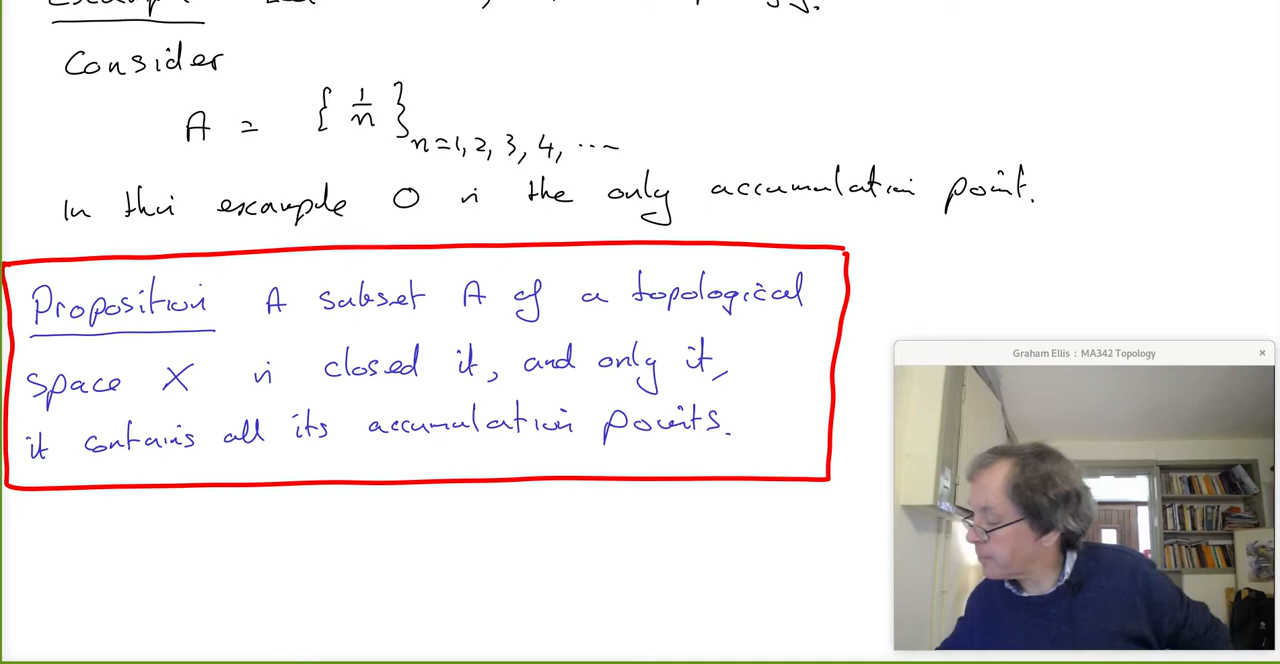 Consider
A = { 1/n }n=1, 2, 3, 4, ...
In this example 0 is the only accumulation point.
Proposition A subset A of a topological
space X is closed if, and only if,
it contains all its accumulation points.
Graham Ellis : MA342 Topology